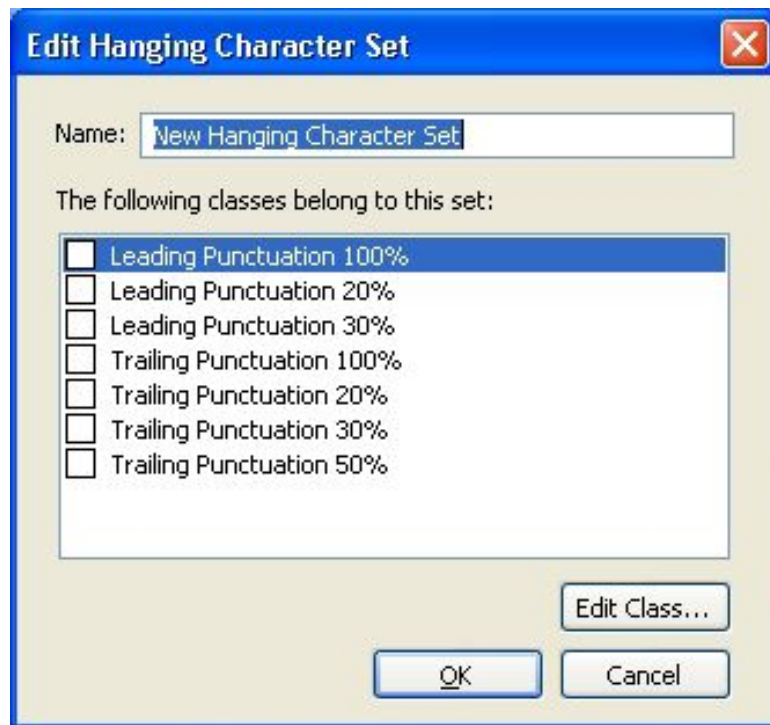 Edit Hanging Character Set
Name: New Hanging Character Set
The following classes belong to this set:
Leading Punctuation 100%
Leading Punctuation 20%
Leading Punctuation 30%
Trailing Punctuation 100%
Trailing Punctuation 20%
Trailing Punctuation 30%
Trailing Punctuation 50%
Edit Class...
OK Cancel